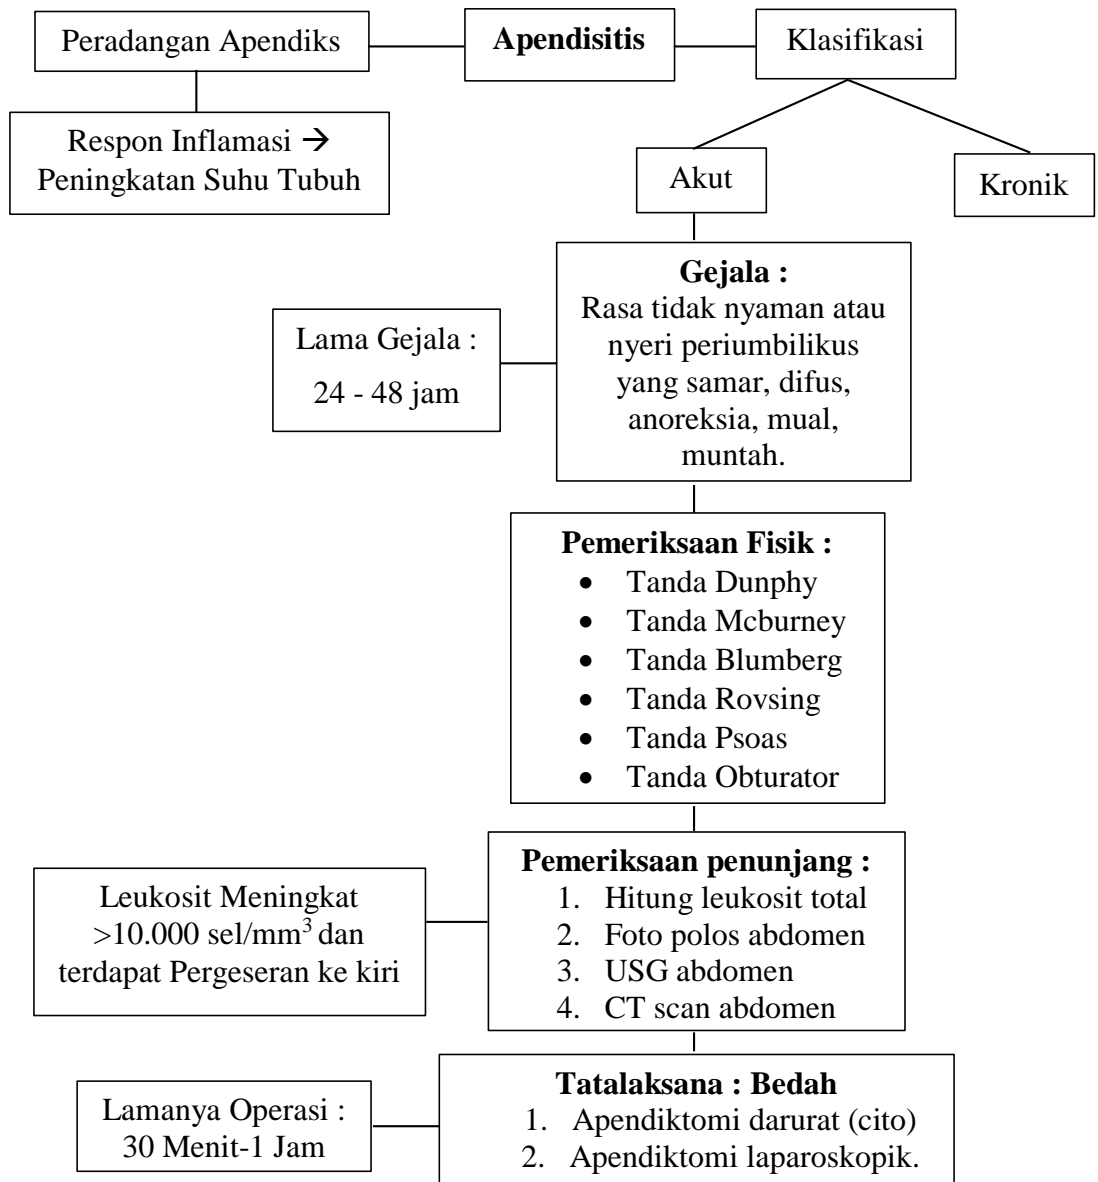 Peradangan Apendiks
Apendisitis
Klasifikasi
Respon Inflamasi →
Peningkatan Suhu Tubuh
Akut
Kronik
Gejala :
Rasa tidak nyaman atau
nyeri periumbilikus
yang samar, difus,
anoreksia, mual,
muntah.
Lama Gejala :
24 - 48 jam
Pemeriksaan Fisik :
• Tanda Dunphy
• Tanda Mcburney
• Tanda Blumberg
• Tanda Rovsing
• Tanda Psoas
• Tanda Obturator
Pemeriksaan penunjang :
1. Hitung leukosit total
2. Foto polos abdomen
3. USG abdomen
4. CT scan abdomen
Leukosit Meningkat
>10.000 sel/mm³ dan
terdapat Pergeseran ke kiri
Tatalaksana : Bedah
1. Apendiktomi darurat (cito)
2. Apendiktomi laparoskopik.
Lamanya Operasi :
30 Menit-1 Jam